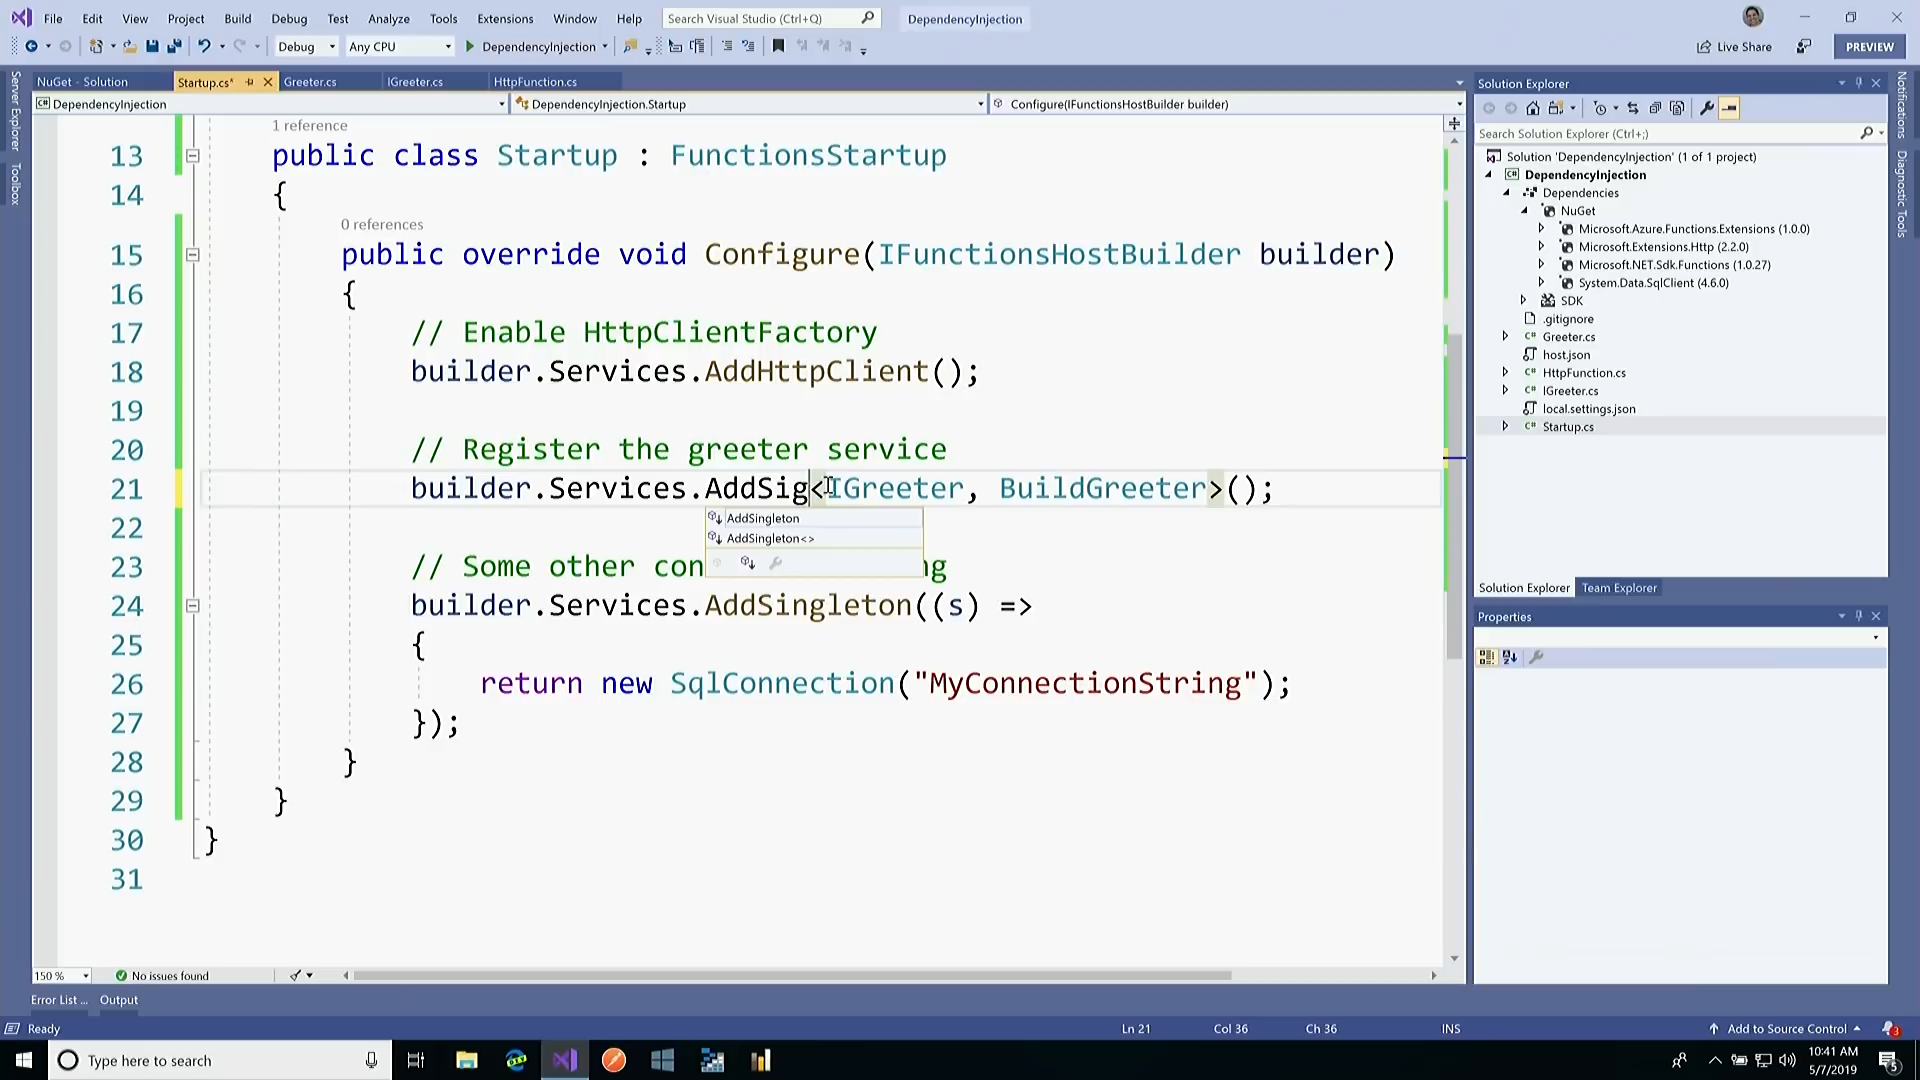 File Edit View Project Build Debug Test Analyze Tools Extensions Window Help Search Visual Studio (Ctrl+Q) DependencyInjection
Debug Any CPU DependencyInjection Live Share PREVIEW
NuGet - Solution Startup.cs* Greeter.cs IGreeter.cs HttpFunction.cs
DependencyInjection DependencyInjection.Startup Configure(IFunctionsHostBuilder builder)
Server Explorer
Toolbox
1 reference
13 public class Startup : FunctionsStartup
14 {
0 references
15 public override void Configure(IFunctionsHostBuilder builder)
16 {
17 // Enable HttpClientFactory
18 builder.Services.AddHttpClient();
19
20 // Register the greeter service
21 builder.Services.AddSig<IGreeter, BuildGreeter>();
AddSingleton
AddSingleton<>
22
23 // Some other con ng
24 builder.Services.AddSingleton((s) =>
25 {
26 return new SqlConnection("MyConnectionString");
27 });
28 }
29 }
30 }
31
150 % No issues found
Error List ... Output
Solution Explorer
Search Solution Explorer (Ctrl+;)
Solution 'DependencyInjection' (1 of 1 project)
C# DependencyInjection
Dependencies
NuGet
Microsoft.Azure.Functions.Extensions (1.0.0)
Microsoft.Extensions.Http (2.2.0)
Microsoft.NET.Sdk.Functions (1.0.27)
System.Data.SqlClient (4.6.0)
SDK
.gitignore
C# Greeter.cs
host.json
C# HttpFunction.cs
C# IGreeter.cs
local.settings.json
C# Startup.cs
Solution Explorer Team Explorer
Properties
Notifications
Diagnostic Tools
Ready Ln 21 Col 36 Ch 36 INS Add to Source Control 3
Type here to search
10:41 AM
5/7/2019
5